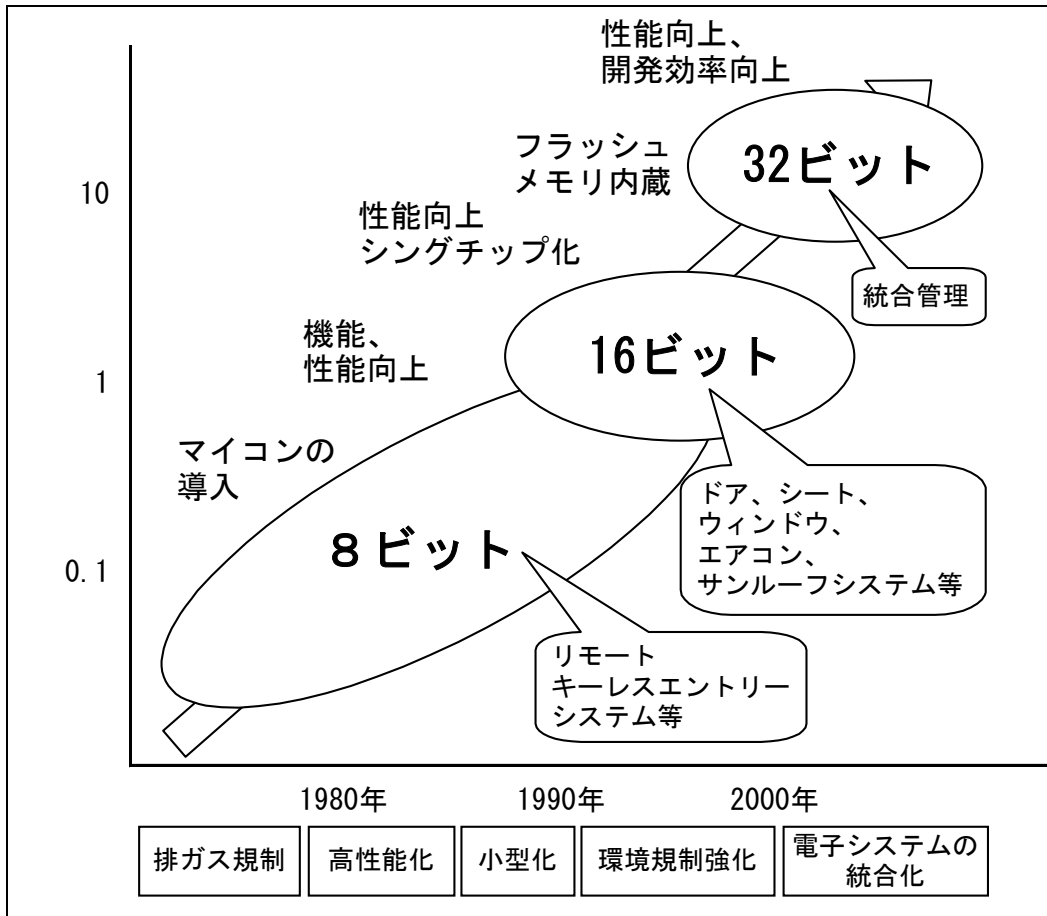 性能向上、
開発効率向上
フラッシュ
メモリ内蔵
32ビット
10
性能向上
シングチップ化
統合管理
機能、
性能向上
16ビット
1
マイコンの
導入
ドア、シート、
ウィンドウ、
エアコン、
サンルーフシステム等
8ビット
0.1
リモート
キーレスエントリー
システム等
1980年 1990年 2000年
排ガス規制 高性能化 小型化 環境規制強化 電子システムの
統合化